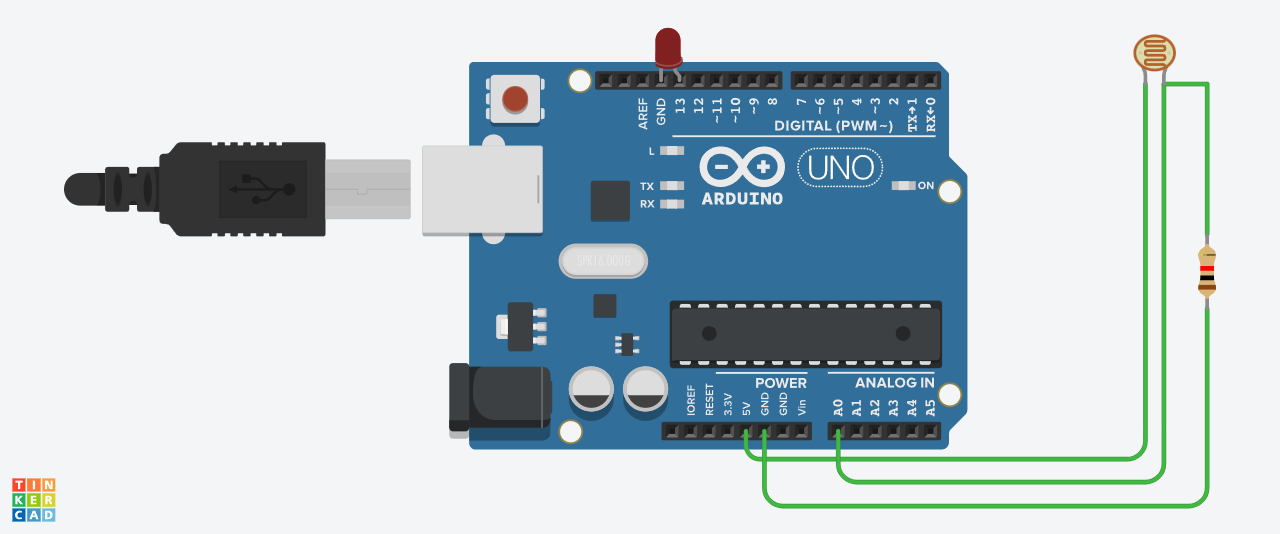 AREF
GND
13
12
~11
~10
~9
8
7
~6
~5
4
~3
2
TX→1
RX←0
DIGITAL (PWM~)
L
TX
RX
ARDUINO
UNO
ON
SPK16.000G
POWER
ANALOG IN
IOREF
RESET
3.3V
5V
GND
GND
Vin
A0
A1
A2
A3
A4
A5
TIN
KER
CAD